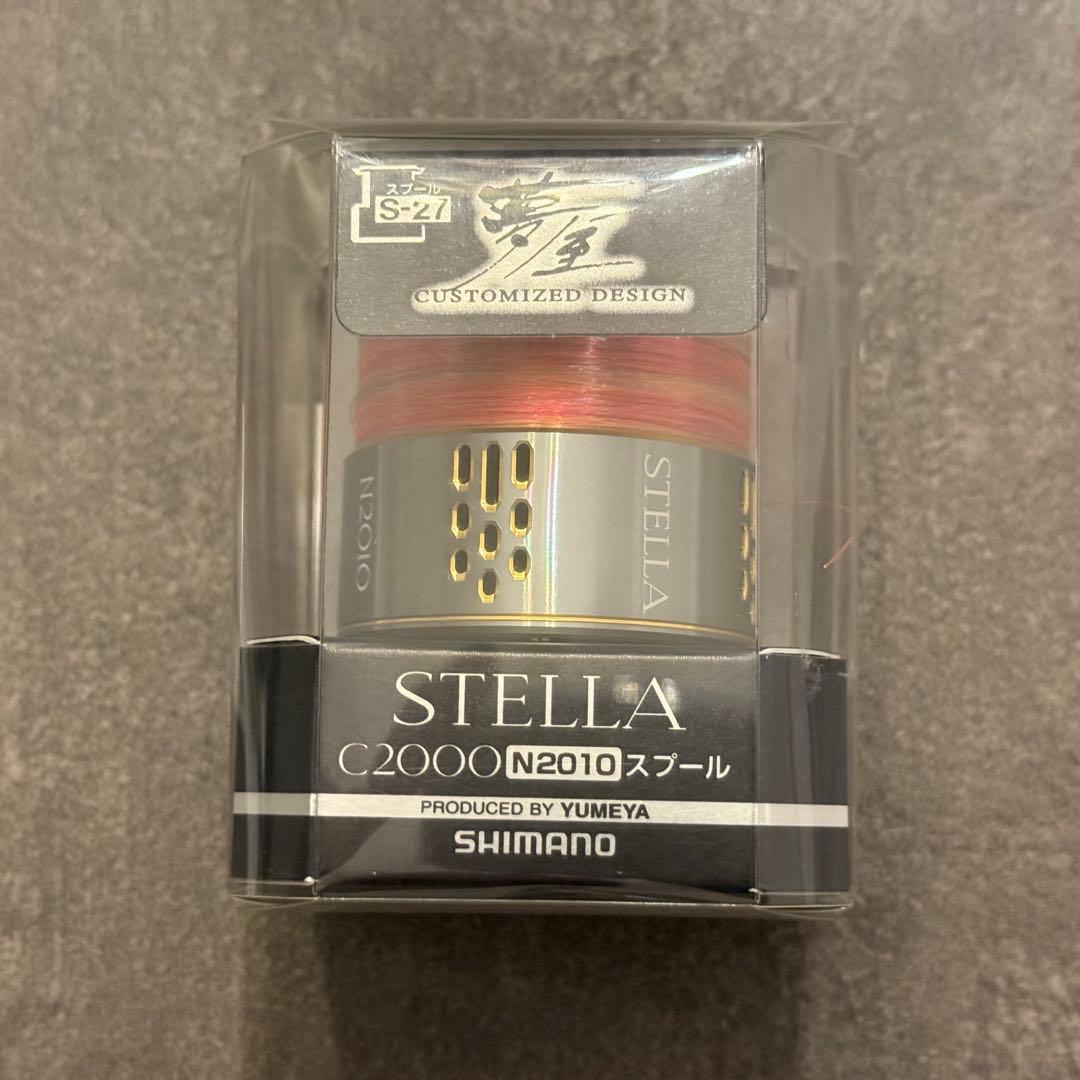 スプール
S-27
夢屋
CUSTOMIZED DESIGN
N2010
STELLA
STELLA
C2000 N2010 スプール
PRODUCED BY YUMEYA
SHIMANO